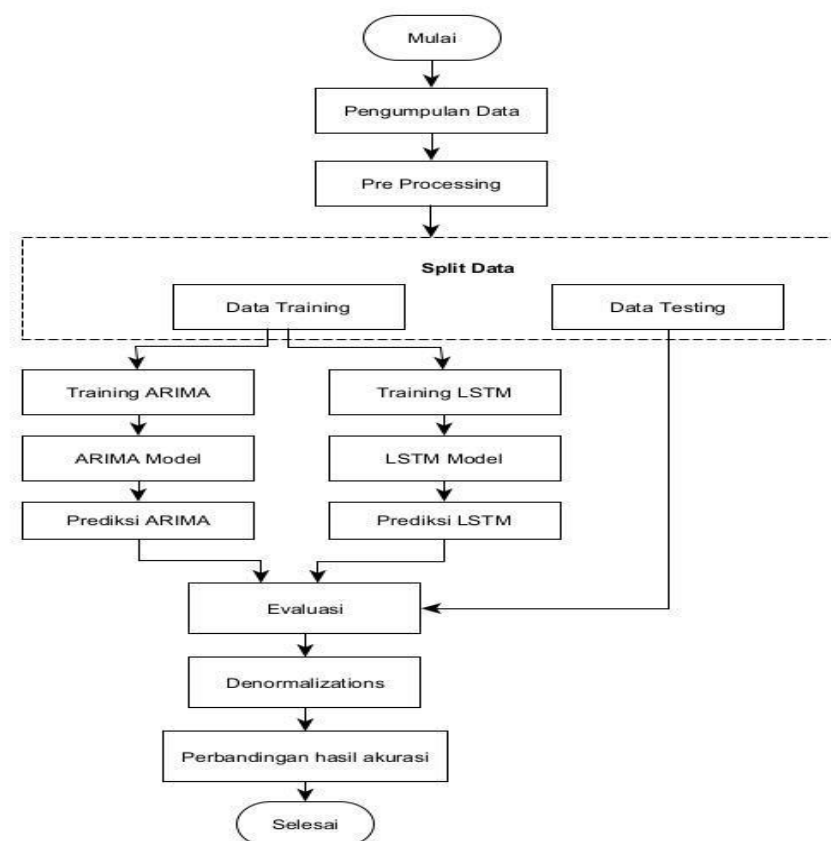 Mulai
Pengumpulan Data
Pre Processing
Split Data
Data Training
Data Testing
Training ARIMA
Training LSTM
ARIMA Model
LSTM Model
Prediksi ARIMA
Prediksi LSTM
Evaluasi
Denormalizations
Perbandingan hasil akurasi
Selesai